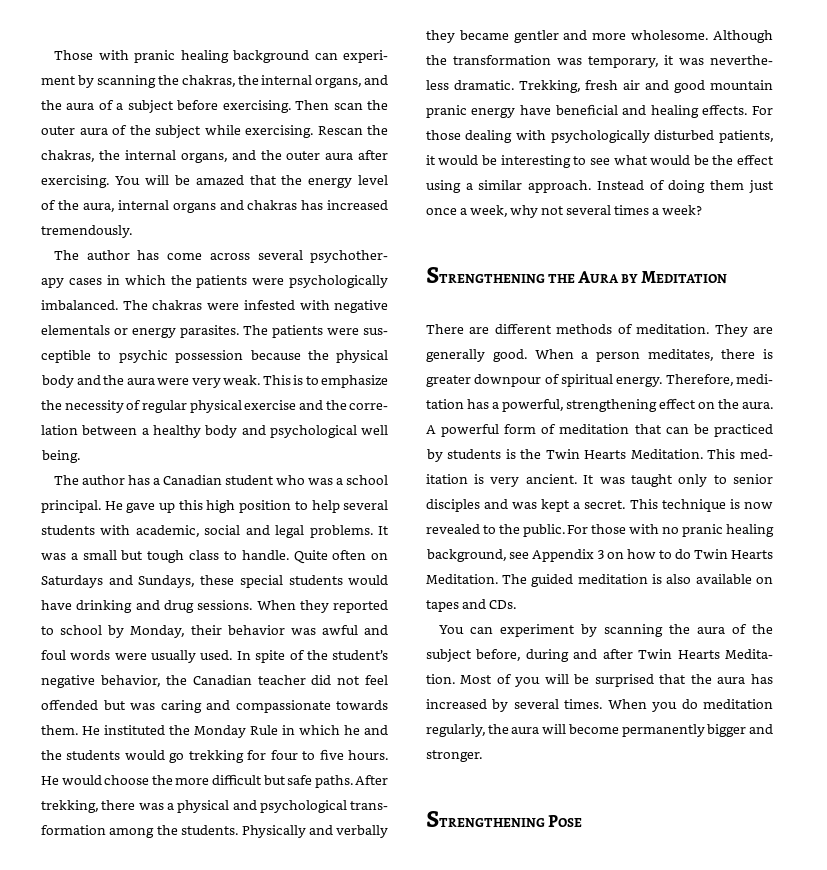 Those with pranic healing background can experi-
ment by scanning the chakras, the internal organs, and
the aura of a subject before exercising. Then scan the
outer aura of the subject while exercising. Rescan the
chakras, the internal organs, and the outer aura after
exercising. You will be amazed that the energy level
of the aura, internal organs and chakras has increased
tremendously.
The author has come across several psychother-
apy cases in which the patients were psychologically
imbalanced. The chakras were infested with negative
elementals or energy parasites. The patients were sus-
ceptible to psychic possession because the physical
body and the aura were very weak. This is to emphasize
the necessity of regular physical exercise and the corre-
lation between a healthy body and psychological well
being.
The author has a Canadian student who was a school
principal. He gave up this high position to help several
students with academic, social and legal problems. It
was a small but tough class to handle. Quite often on
Saturdays and Sundays, these special students would
have drinking and drug sessions. When they reported
to school by Monday, their behavior was awful and
foul words were usually used. In spite of the student's
negative behavior, the Canadian teacher did not feel
offended but was caring and compassionate towards
them. He instituted the Monday Rule in which he and
the students would go trekking for four to five hours.
He would choose the more difficult but safe paths. After
trekking, there was a physical and psychological trans-
formation among the students. Physically and verbally
they became gentler and more wholesome. Although
the transformation was temporary, it was neverthe-
less dramatic. Trekking, fresh air and good mountain
pranic energy have beneficial and healing effects. For
those dealing with psychologically disturbed patients,
it would be interesting to see what would be the effect
using a similar approach. Instead of doing them just
once a week, why not several times a week?
Strengthening the Aura by Meditation
There are different methods of meditation. They are
generally good. When a person meditates, there is
greater downpour of spiritual energy. Therefore, medi-
tation has a powerful, strengthening effect on the aura.
A powerful form of meditation that can be practiced
by students is the Twin Hearts Meditation. This med-
itation is very ancient. It was taught only to senior
disciples and was kept a secret. This technique is now
revealed to the public. For those with no pranic healing
background, see Appendix 3 on how to do Twin Hearts
Meditation. The guided meditation is also available on
tapes and CDs.
You can experiment by scanning the aura of the
subject before, during and after Twin Hearts Medita-
tion. Most of you will be surprised that the aura has
increased by several times. When you do meditation
regularly, the aura will become permanently bigger and
stronger.
Strengthening Pose